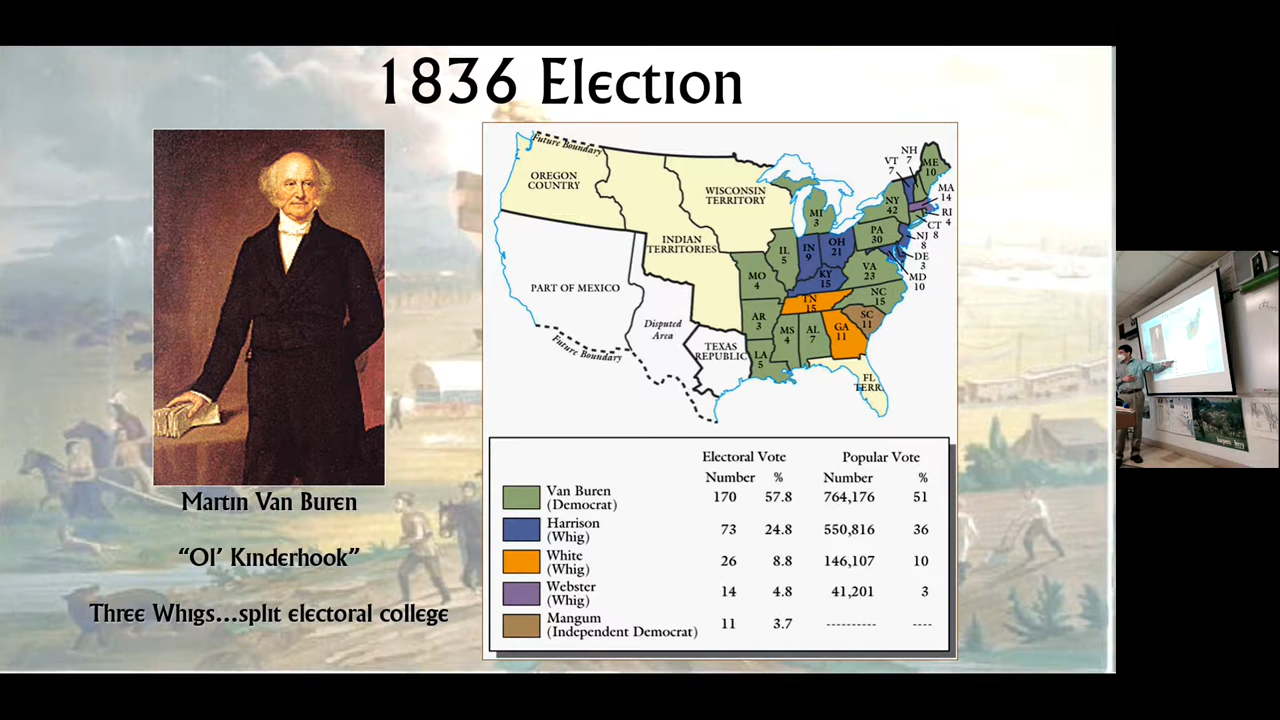 1836 Election
Martin Van Buren
“Ol’ Kinderhook”
Three Whigs...split electoral college
Future Boundary
OREGON
COUNTRY
WISCONSIN
TERRITORY
INDIAN
TERRITORIES
PART OF MEXICO
Disputed
Area
Future Boundary
TEXAS
REPUBLIC
FL
TERR.
NH
7
VT
7
ME
10
MA
14
NY
42
RI
4
CT
8
MI
3
PA
30
NJ
8
DE
3
MD
10
IL
5
IN
9
OH
21
KY
15
VA
23
MO
4
NC
15
TN
15
SC
11
AR
3
MS
4
AL
7
GA
11
LA
5
Electoral Vote Popular Vote
Number % Number %
Van Buren
(Democrat) 170 57.8 764,176 51
Harrison
(Whig) 73 24.8 550,816 36
White
(Whig) 26 8.8 146,107 10
Webster
(Whig) 14 4.8 41,201 3
Mangum
(Independent Democrat) 11 3.7 ---------- ----
harpers ferry